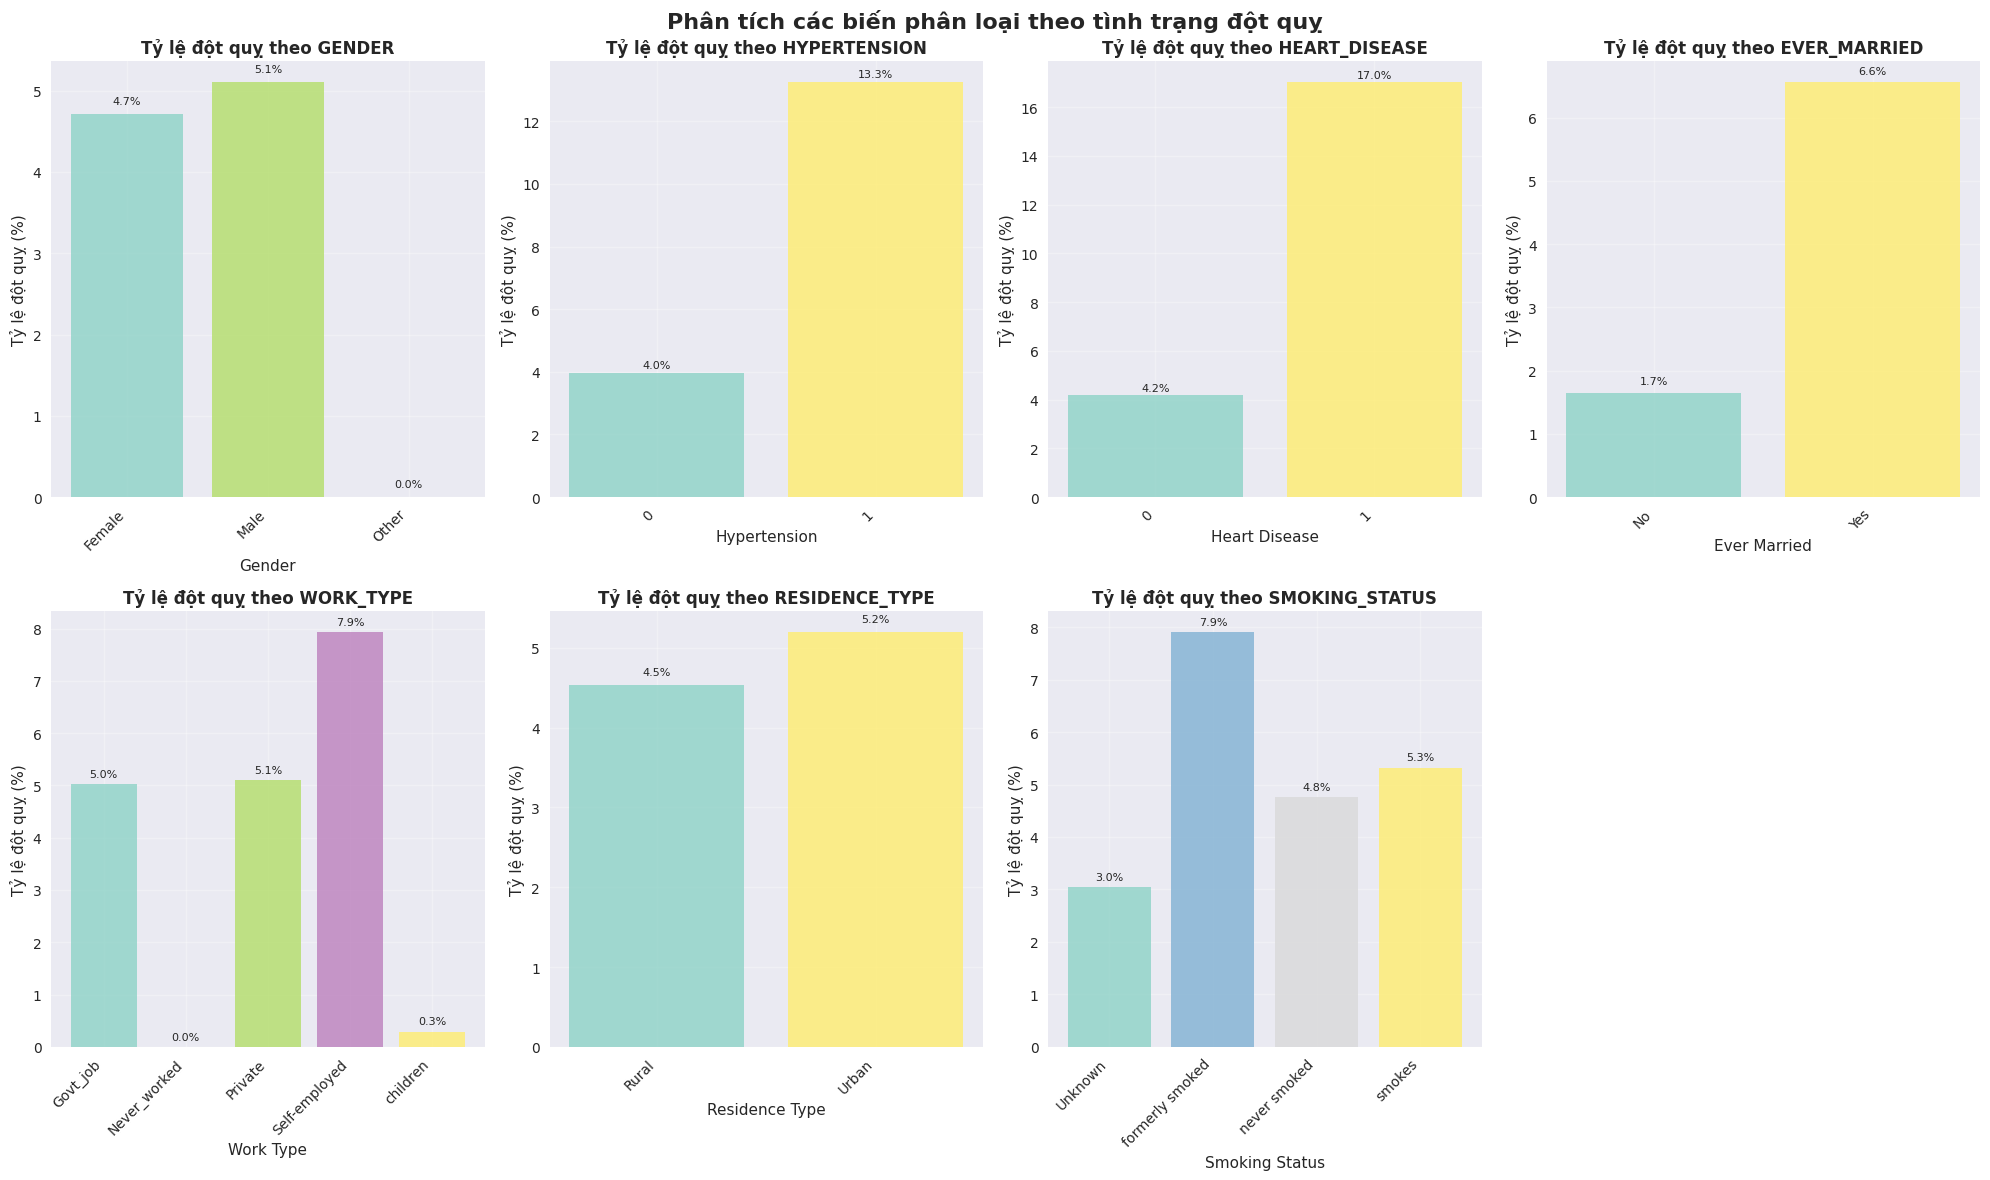 Phân tích các biến phân loại theo tình trạng đột quỵ
Tỷ lệ đột quỵ theo GENDER
Tỷ lệ đột quỵ (%)
5
4
3
2
1
0
4.7%
5.1%
0.0%
Female
Male
Other
Gender
Tỷ lệ đột quỵ theo HYPERTENSION
Tỷ lệ đột quỵ (%)
12
10
8
6
4
2
0
4.0%
13.3%
0
1
Hypertension
Tỷ lệ đột quỵ theo HEART_DISEASE
Tỷ lệ đột quỵ (%)
16
14
12
10
8
6
4
2
0
4.2%
17.0%
0
1
Heart Disease
Tỷ lệ đột quỵ theo EVER_MARRIED
Tỷ lệ đột quỵ (%)
6
5
4
3
2
1
0
1.7%
6.6%
No
Yes
Ever Married
Tỷ lệ đột quỵ theo WORK_TYPE
Tỷ lệ đột quỵ (%)
8
7
6
5
4
3
2
1
0
5.0%
0.0%
5.1%
7.9%
0.3%
Govt_job
Never_worked
Private
Self-employed
children
Work Type
Tỷ lệ đột quỵ theo RESIDENCE_TYPE
Tỷ lệ đột quỵ (%)
5
4
3
2
1
0
4.5%
5.2%
Rural
Urban
Residence Type
Tỷ lệ đột quỵ theo SMOKING_STATUS
Tỷ lệ đột quỵ (%)
8
7
6
5
4
3
2
1
0
3.0%
7.9%
4.8%
5.3%
Unknown
formerly smoked
never smoked
smokes
Smoking Status